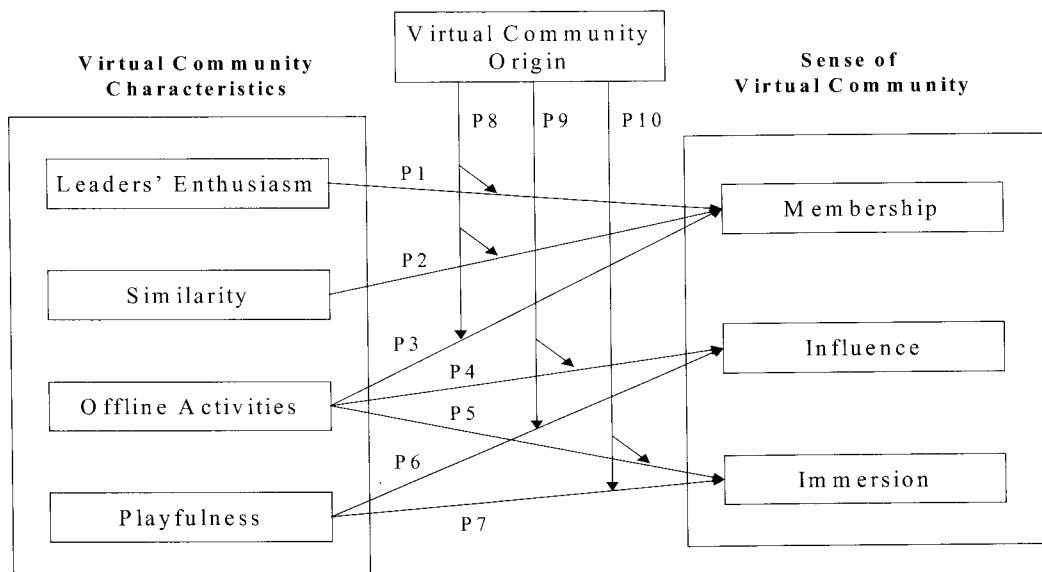 Virtual Community
Origin
Virtual Community
Characteristics
Sense of
Virtual Community
P8
P9
P10
Leaders' Enthusiasm
P1
Membership
P2
Similarity
P3
Influence
P4
Offline Activities
P5
P6
Immersion
Playfulness
P7